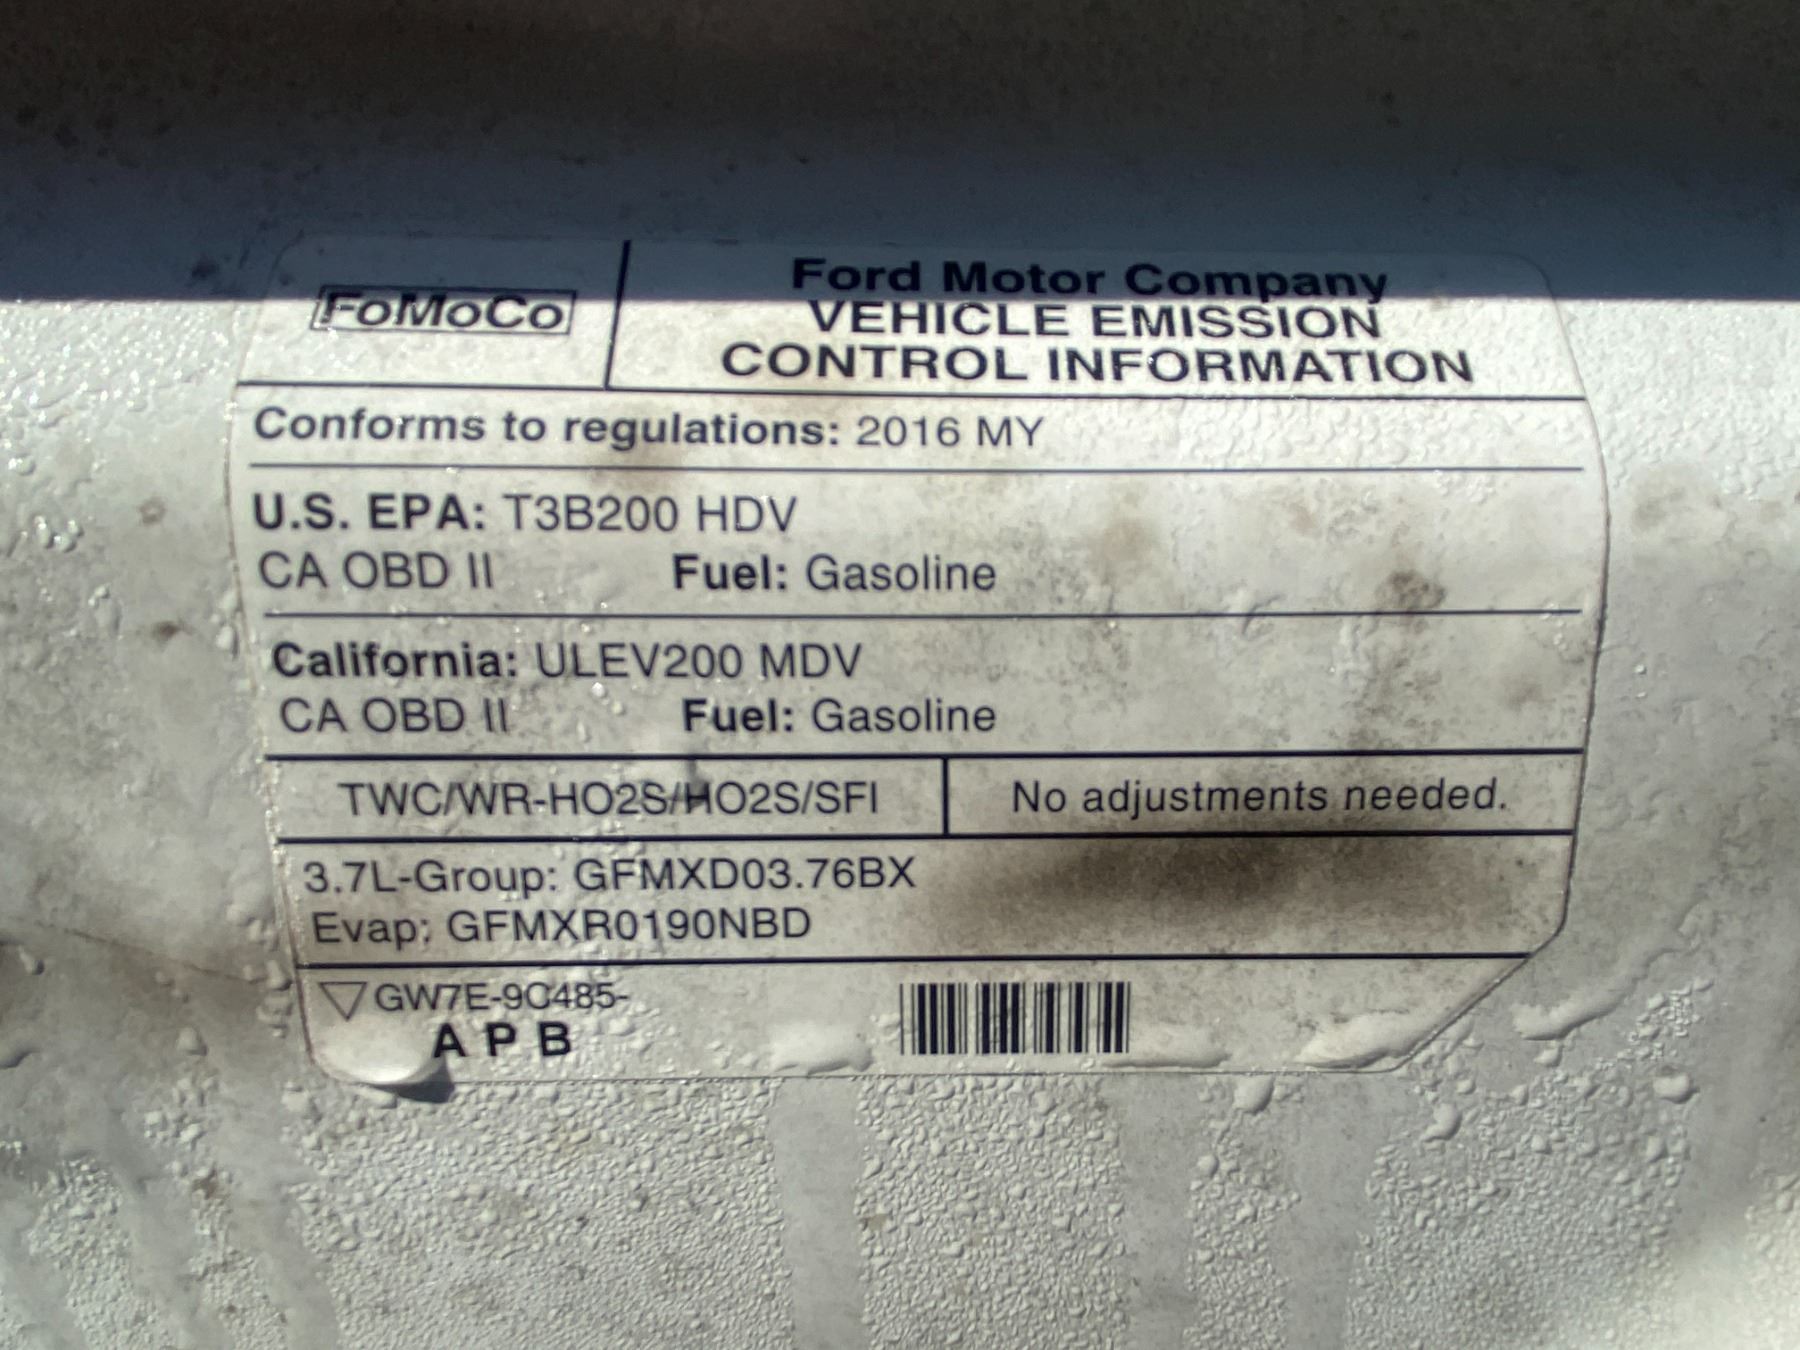 FoMoCo
Ford Motor Company
VEHICLE EMISSION
CONTROL INFORMATION
Conforms to regulations: 2016 MY
U.S. EPA: T3B200 HDV
CA OBD II Fuel: Gasoline
California: ULEV200 MDV
CA OBD II Fuel: Gasoline
TWC/WR-HO2S/HO2S/SFI No adjustments needed.
3.7L-Group: GFMXD03.76BX
Evap: GFMXR0190NBD
GW7E-9C485-
A P B